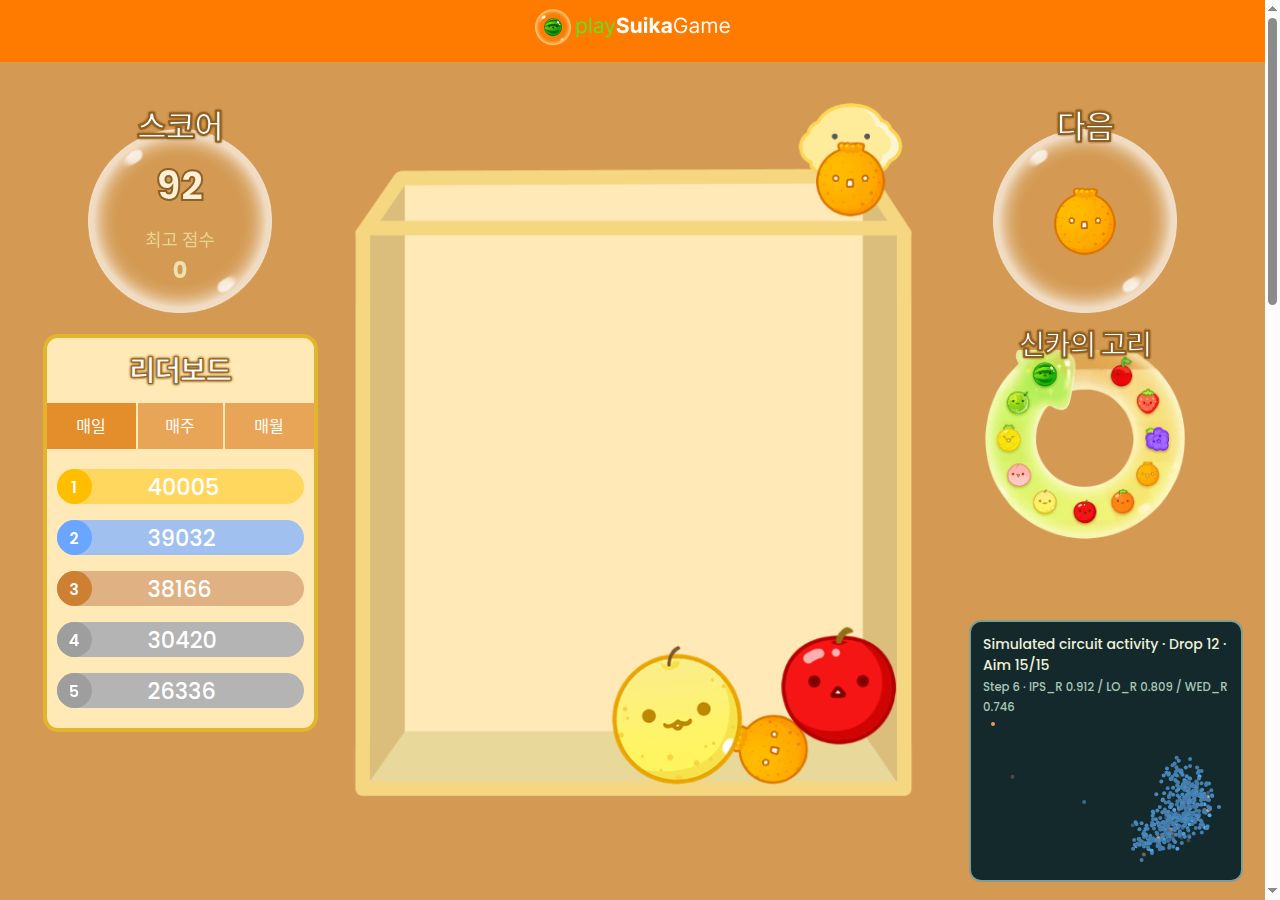 playSuikaGame
스코어
92
최고 점수
0
다음
신카의 고리
리더보드
매일 매주 매월
1 40005
2 39032
3 38166
4 30420
5 26336
Simulated circuit activity · Drop 12 ·
Aim 15/15
Step 6 · IPS_R 0.912 / LO_R 0.809 / WED_R
0.746